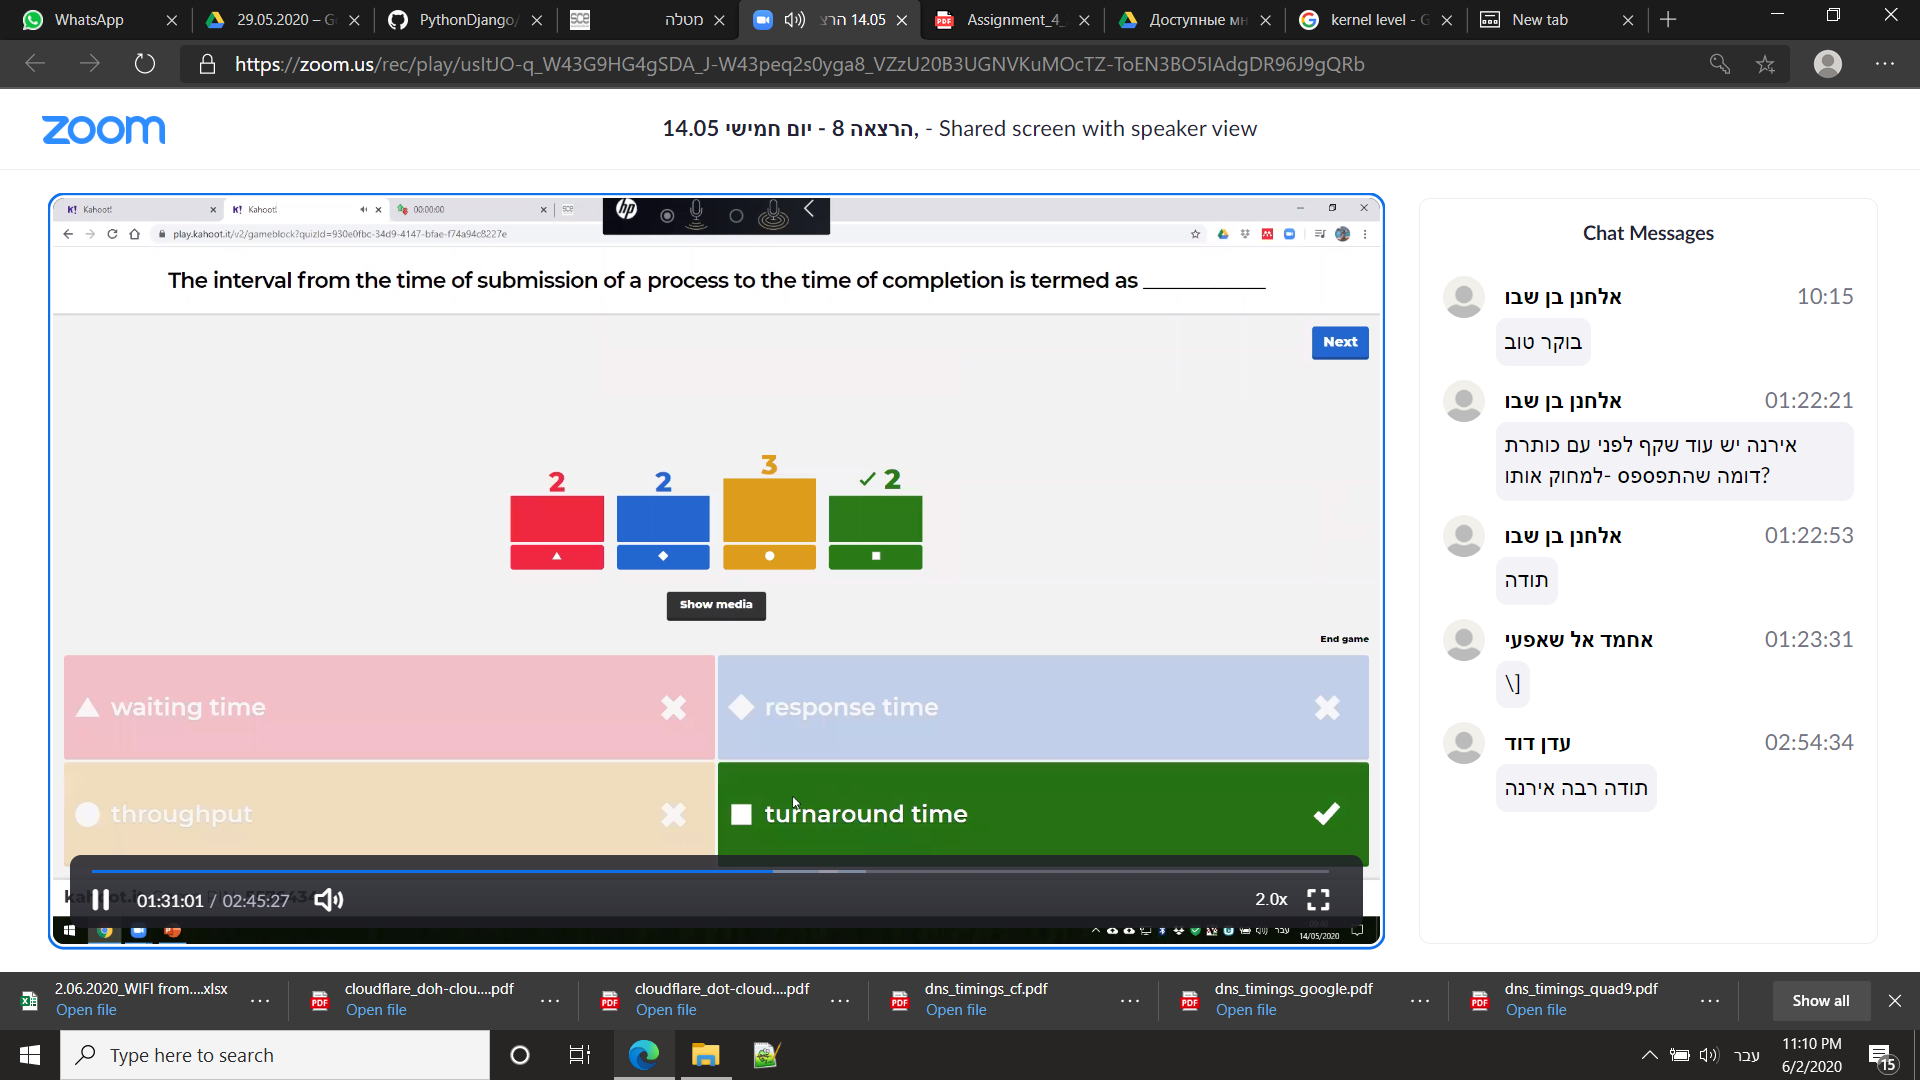 WhatsApp
29.05.2020 – G
PythonDjango/
sce
מטלה
14.05 הרצ
Assignment_4_
Доступные мн
kernel level - G
New tab
https://zoom.us/rec/play/usItJO-q_W43G9HG4gSDA_J-W43peq2s0yga8_VZzU20B3UGNVKuMOcTZ-ToEN3BO5IAdgDR96J9gQRb
zoom
הרצאה 8 - יום חמישי 14.05, - Shared screen with speaker view
K! Kahoot!
K! Kahoot!
00:00:00
sce
hp
play.kahoot.it/v2/gameblock?quizId=930e0fbc-34d9-4147-bfae-f74a94c8227e
The interval from the time of submission of a process to the time of completion is termed as ____________
Next
2
2
3
2
Show media
End game
waiting time
response time
throughput
turnaround time
01:31:01 / 02:45:27
2.0x
עבר
14/05/2020
Chat Messages
אלחנן בן שבו 10:15
בוקר טוב
אלחנן בן שבו 01:22:21
אירנה יש עוד שקף לפני עם כותרת
דומה שהתפספס -למחוק אותו?
אלחנן בן שבו 01:22:53
תודה
אחמד אל שאפעי 01:23:31
\]
עדן דוד 02:54:34
תודה רבה אירנה
2.06.2020_WIFI from....xlsx
Open file
cloudflare_doh-clou....pdf
Open file
cloudflare_dot-cloud....pdf
Open file
dns_timings_cf.pdf
Open file
dns_timings_google.pdf
Open file
dns_timings_quad9.pdf
Open file
Show all
Type here to search
עבר
11:10 PM
6/2/2020
15